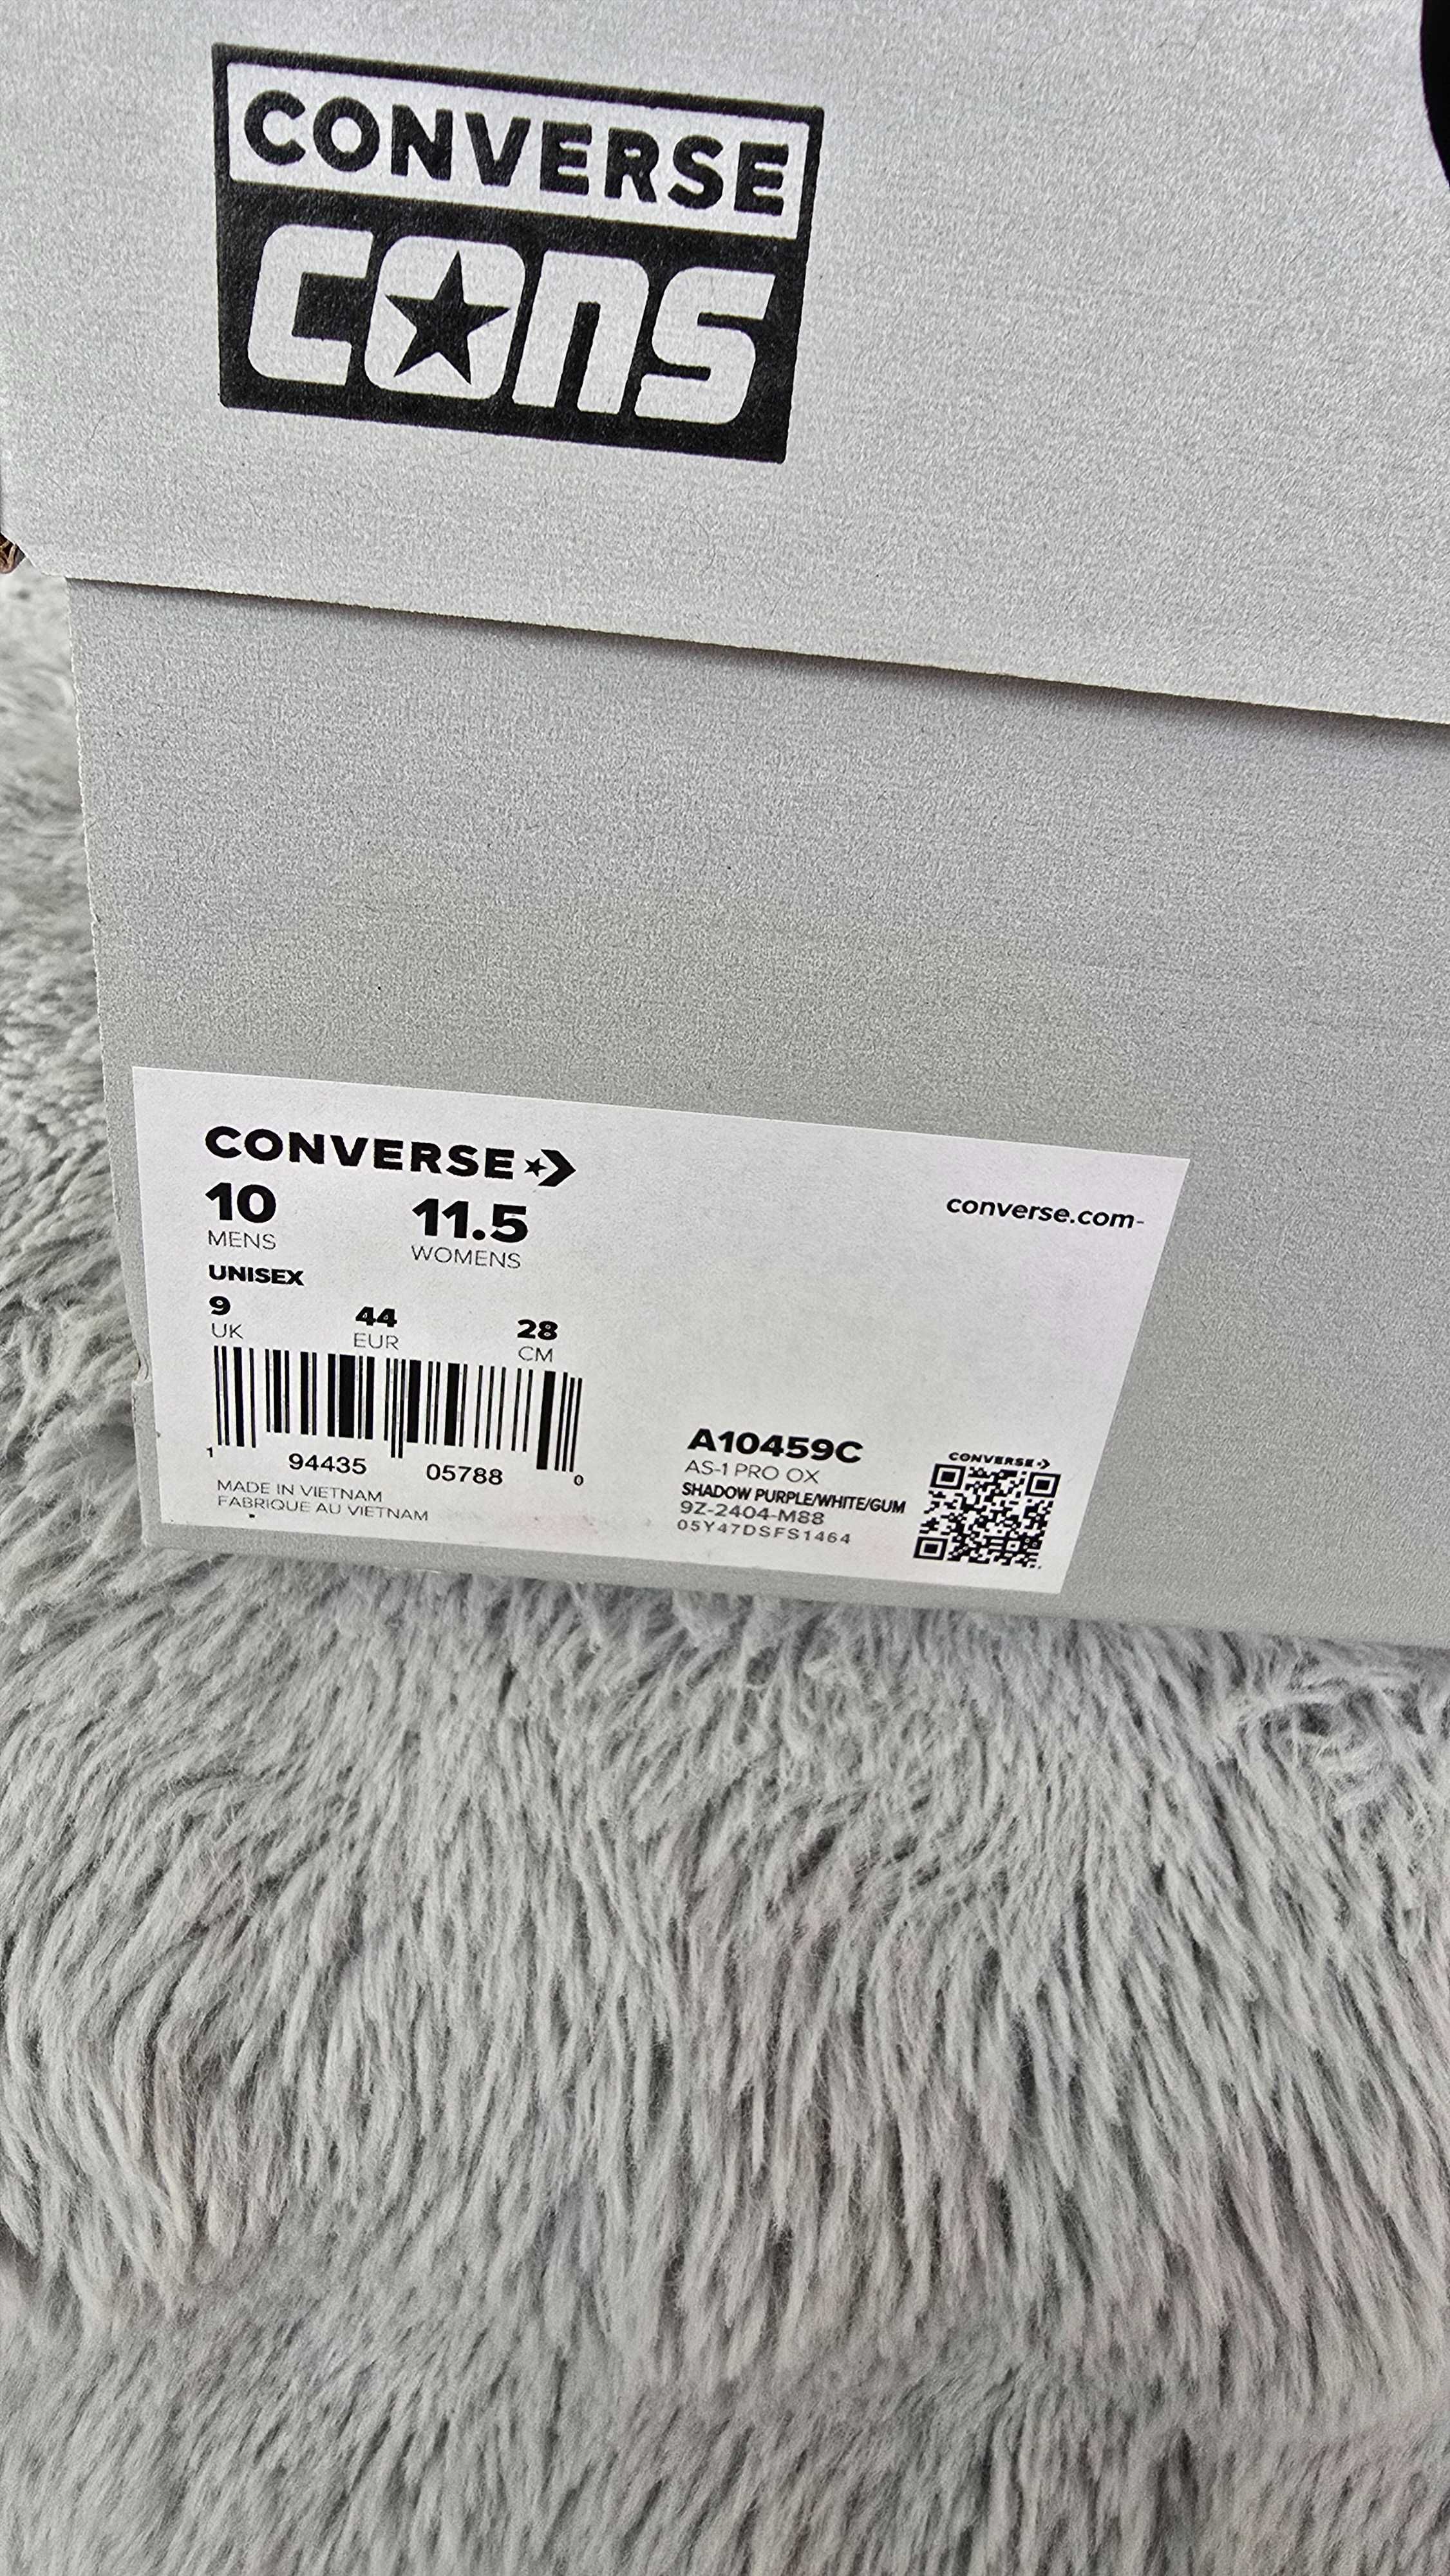 CONVERSE
CONS
CONVERSE
10 11.5
MENS WOMENS
UNISEX
9 44 28
UK EUR CM
1 94435 05788 0
MADE IN VIETNAM
FABRIQUE AU VIETNAM
converse.com-
A10459C
AS-1 PRO OX
SHADOW PURPLE/WHITE/GUM
9Z-2404-M88
05Y47DSFS1464
CONVERSE